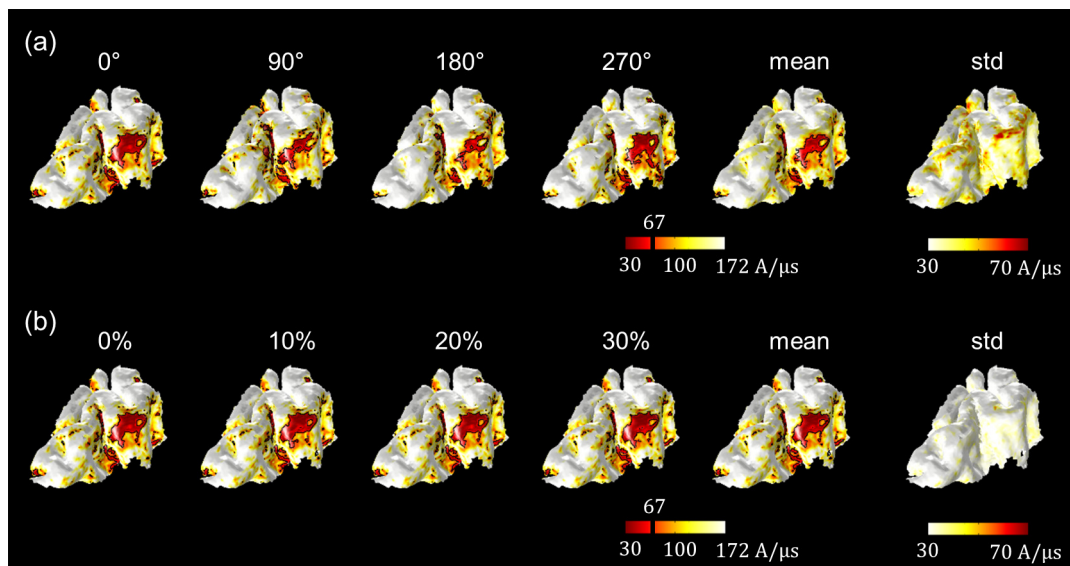 (a)
0° 90° 180° 270° mean std
67
30 100 172 A/μs 30 70 A/μs
(b)
0% 10% 20% 30% mean std
67
30 100 172 A/μs 30 70 A/μs